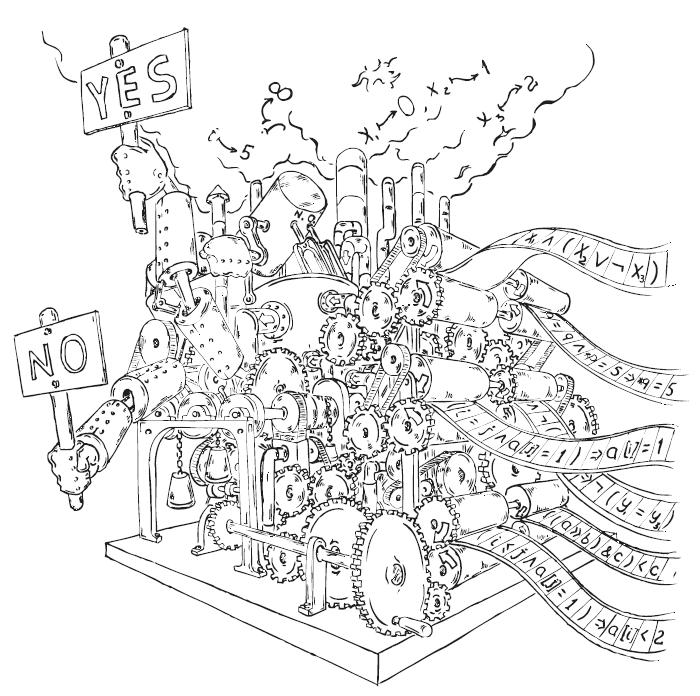 YES
NO
5
8
x₁ → 0
x₂ → 1
x₅ → 2
N.O.
x₁ ∧ (x₂ ∨ ¬ x₃)
= 5 ⇒ *q = 5
i = j ∧ a[j] = 1) ⇒ a[i] = 1
¬(y₁ = y₂
((a≫b) & c) < c
i < j ∧ a[j] = 1) ⇒ a[i] < 2